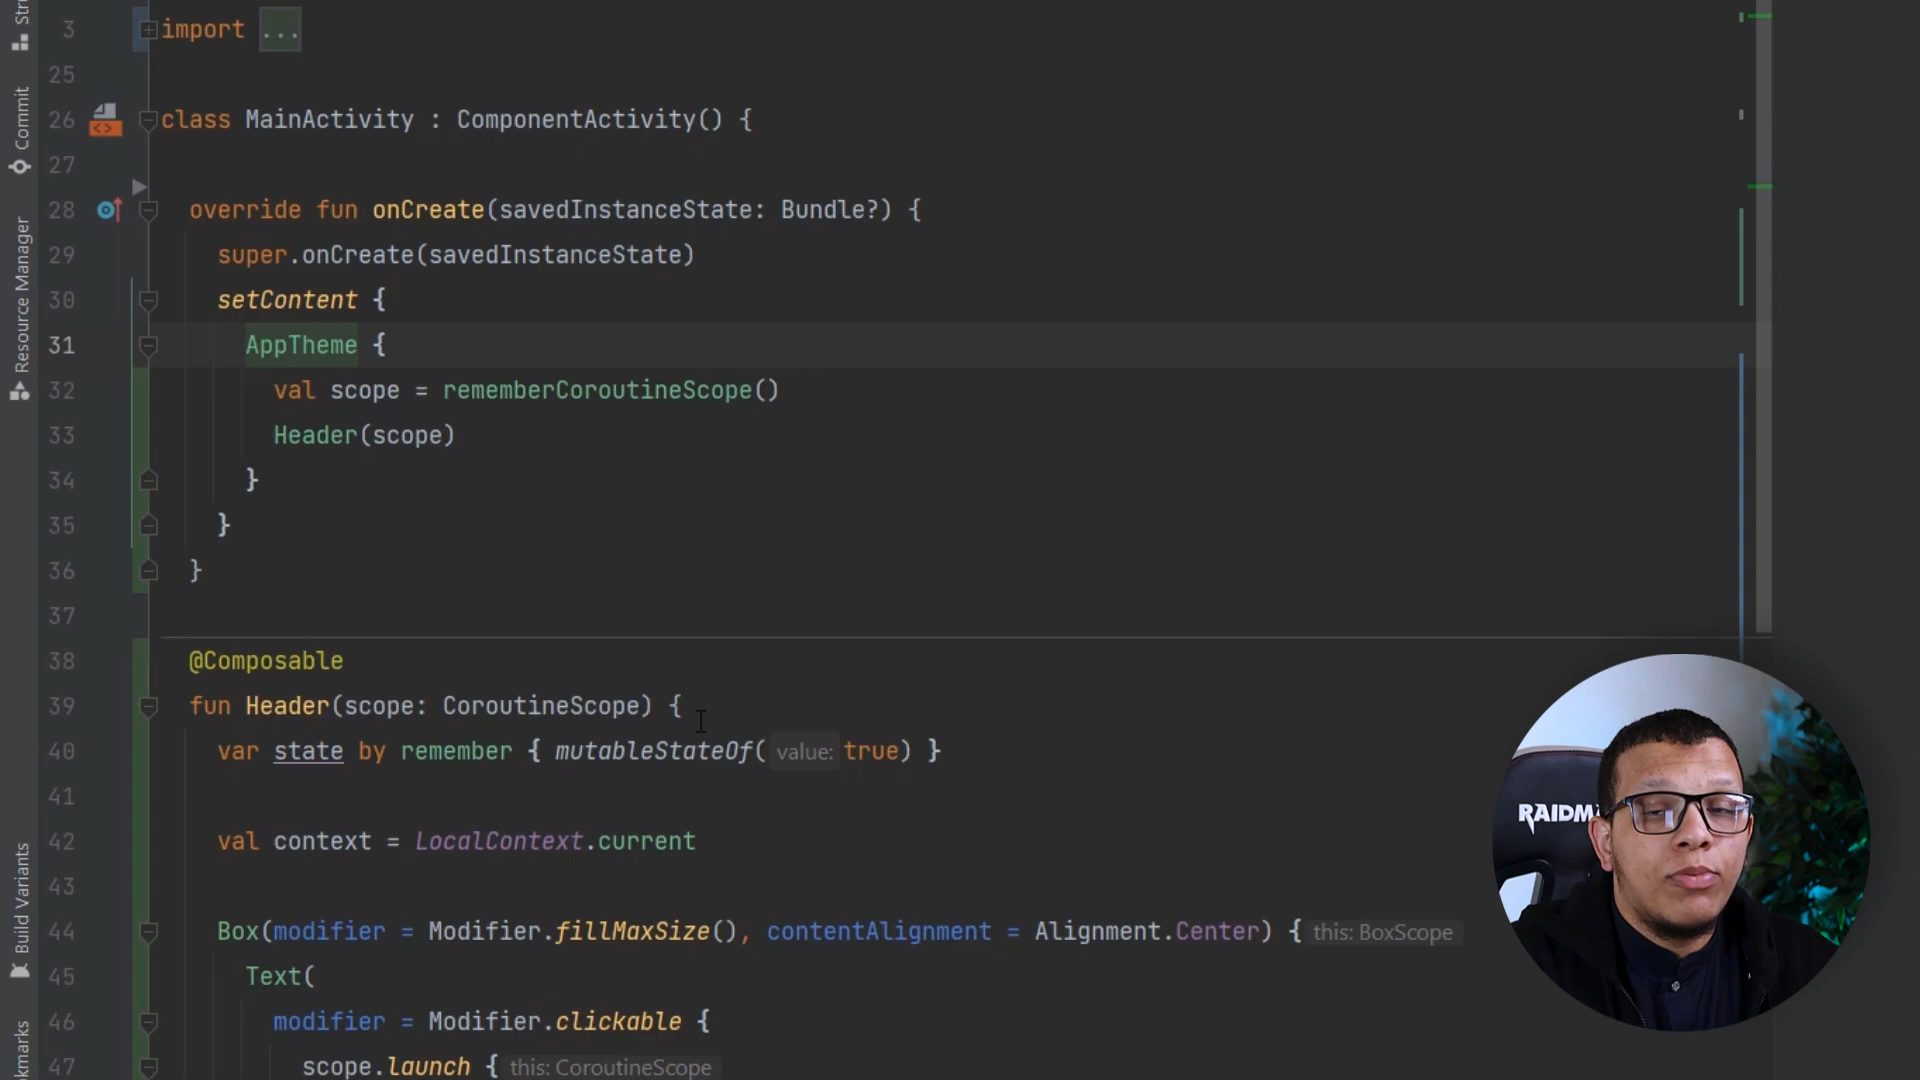 Stru
Commit
Resource Manager
Build Variants
kmarks
3 import ...
25
26 class MainActivity : ComponentActivity() {
27
28 override fun onCreate(savedInstanceState: Bundle?) {
29 super.onCreate(savedInstanceState)
30 setContent {
31 AppTheme {
32 val scope = rememberCoroutineScope()
33 Header(scope)
34 }
35 }
36 }
37
38 @Composable
39 fun Header(scope: CoroutineScope) {
40 var state by remember { mutableStateOf( value: true) }
41
42 val context = LocalContext.current
43
44 Box(modifier = Modifier.fillMaxSize(), contentAlignment = Alignment.Center) { this: BoxScope
45 Text(
46 modifier = Modifier.clickable {
47 scope.launch { this: CoroutineScope
RAIDM